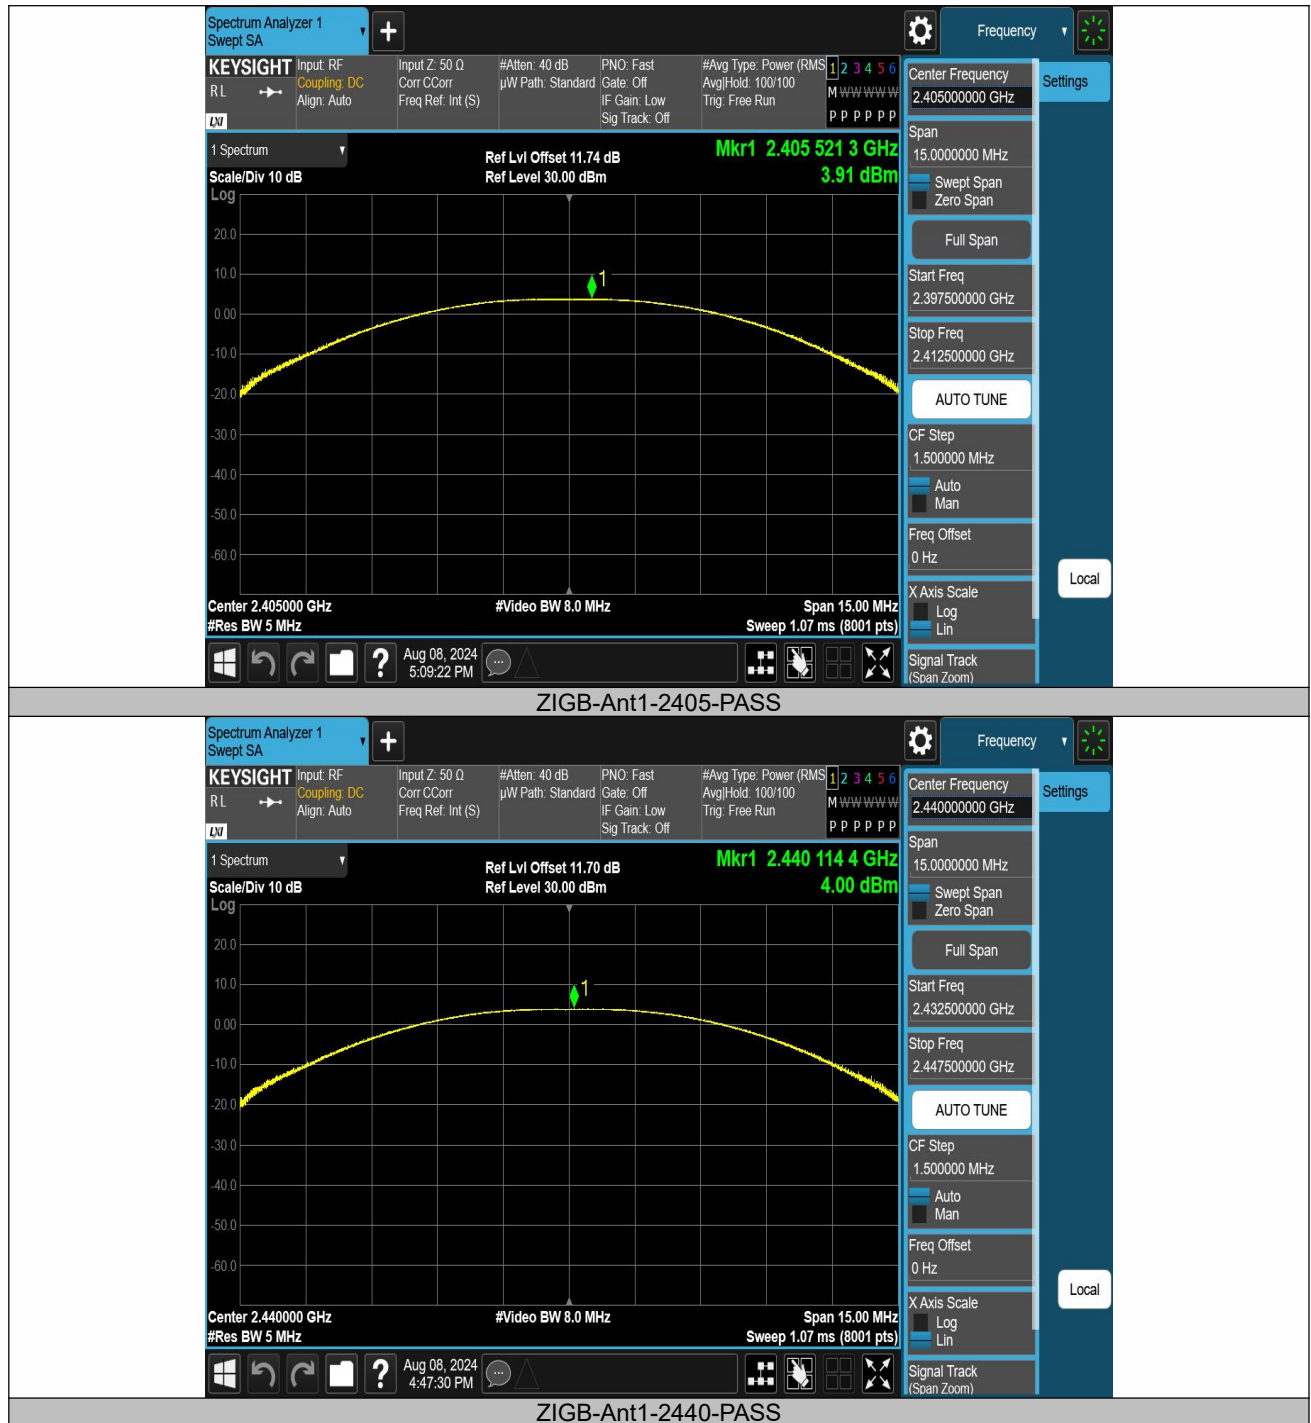 Spectrum Analyzer 1
Swept SA
Frequency
KEYSIGHT
RL
LXI
Input: RF
Coupling: DC
Align: Auto
Input Z: 50 Ω
Corr CCorr
Freq Ref: Int (S)
#Atten: 40 dB
µW Path: Standard
PNO: Fast
Gate: Off
IF Gain: Low
Sig Track: Off
#Avg Type: Power (RMS
Avg|Hold: 100/100
Trig: Free Run
1 2 3 4 5 6
M W W W W W
P P P P P P
1 Spectrum
Scale/Div 10 dB
Log
Ref Lvl Offset 11.74 dB
Ref Level 30.00 dBm
Mkr1 2.405 521 3 GHz
3.91 dBm
1
20.0
10.0
0.00
-10.0
-20.0
-30.0
-40.0
-50.0
-60.0
Center 2.405000 GHz
#Res BW 5 MHz
#Video BW 8.0 MHz
Span 15.00 MHz
Sweep 1.07 ms (8001 pts)
?
Aug 08, 2024
5:09:22 PM
Center Frequency
2.405000000 GHz
Settings
Span
15.0000000 MHz
Swept Span
Zero Span
Full Span
Start Freq
2.397500000 GHz
Stop Freq
2.412500000 GHz
AUTO TUNE
CF Step
1.500000 MHz
Auto
Man
Freq Offset
0 Hz
Local
X Axis Scale
Log
Lin
Signal Track
(Span Zoom)
ZIGB-Ant1-2405-PASS
Spectrum Analyzer 1
Swept SA
Frequency
KEYSIGHT
RL
LXI
Input: RF
Coupling: DC
Align: Auto
Input Z: 50 Ω
Corr CCorr
Freq Ref: Int (S)
#Atten: 40 dB
µW Path: Standard
PNO: Fast
Gate: Off
IF Gain: Low
Sig Track: Off
#Avg Type: Power (RMS
Avg|Hold: 100/100
Trig: Free Run
1 2 3 4 5 6
M W W W W W
P P P P P P
1 Spectrum
Scale/Div 10 dB
Log
Ref Lvl Offset 11.70 dB
Ref Level 30.00 dBm
Mkr1 2.440 114 4 GHz
4.00 dBm
1
20.0
10.0
0.00
-10.0
-20.0
-30.0
-40.0
-50.0
-60.0
Center 2.440000 GHz
#Res BW 5 MHz
#Video BW 8.0 MHz
Span 15.00 MHz
Sweep 1.07 ms (8001 pts)
?
Aug 08, 2024
4:47:30 PM
Center Frequency
2.440000000 GHz
Settings
Span
15.0000000 MHz
Swept Span
Zero Span
Full Span
Start Freq
2.432500000 GHz
Stop Freq
2.447500000 GHz
AUTO TUNE
CF Step
1.500000 MHz
Auto
Man
Freq Offset
0 Hz
Local
X Axis Scale
Log
Lin
Signal Track
(Span Zoom)
ZIGB-Ant1-2440-PASS